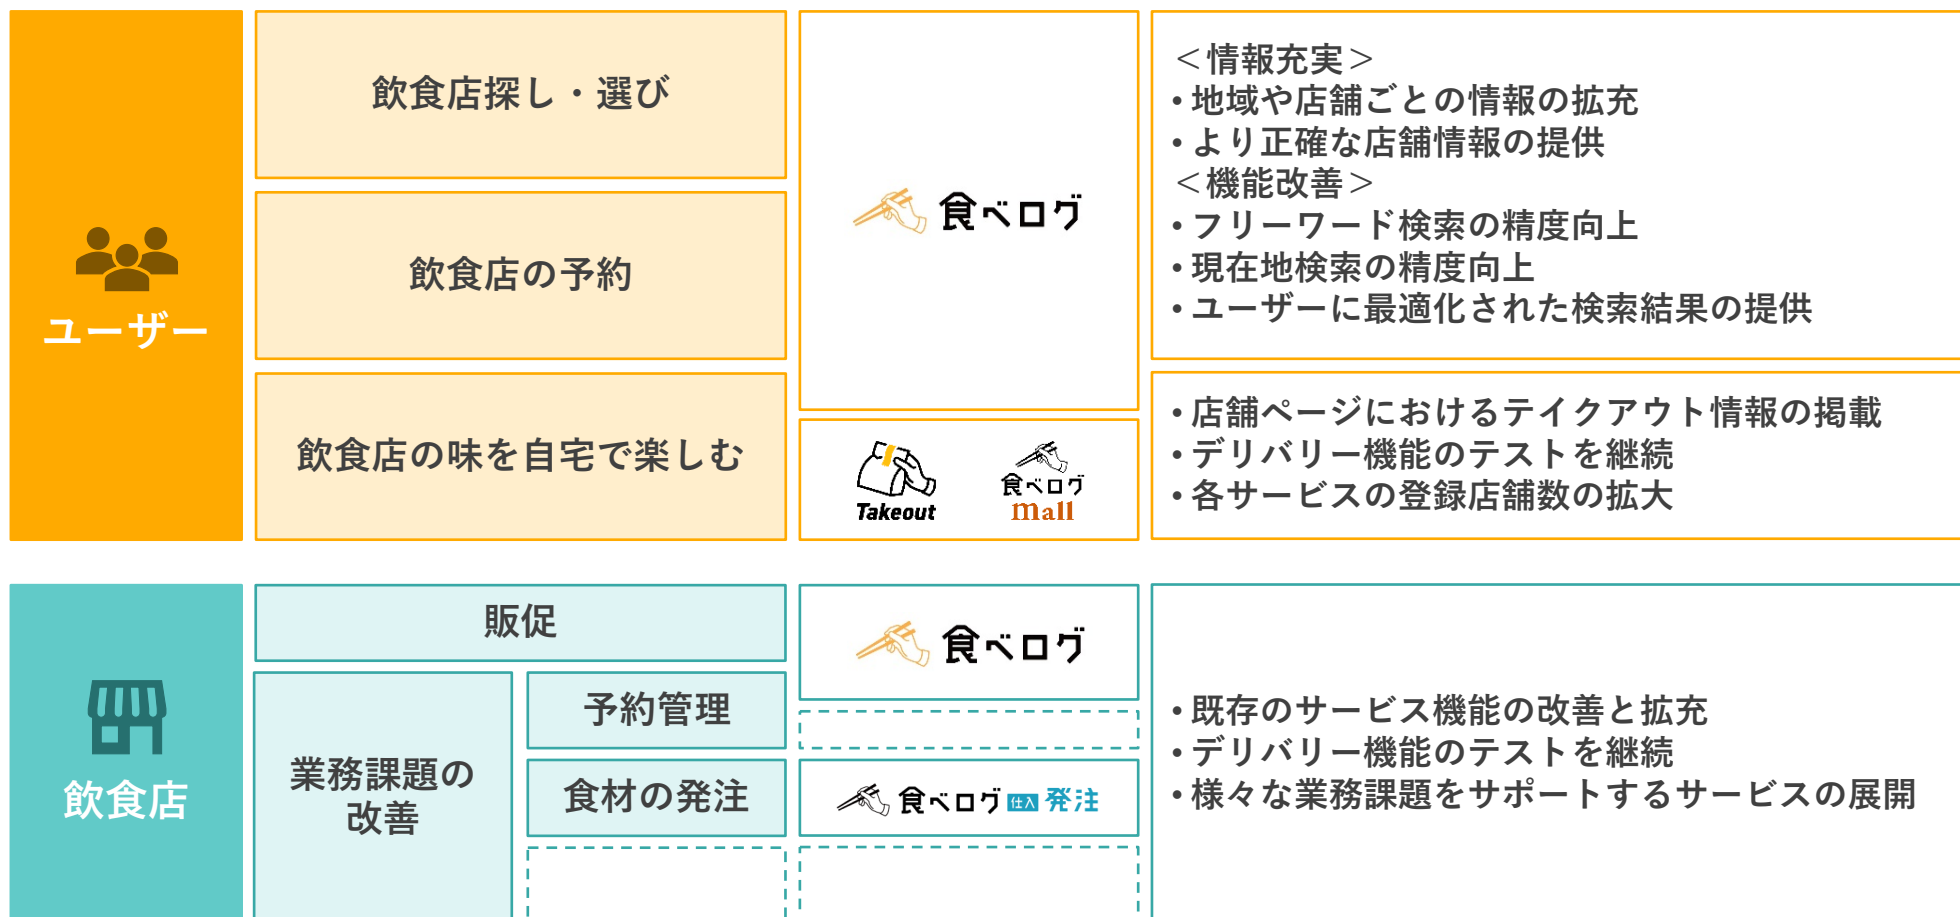 ユーザー
飲食店探し・選び
飲食店の予約
飲食店の味を自宅で楽しむ
食べログ
Takeout
食べログ
mall
＜情報充実＞
•地域や店舗ごとの情報の拡充
•より正確な店舗情報の提供
＜機能改善＞
•フリーワード検索の精度向上
•現在地検索の精度向上
•ユーザーに最適化された検索結果の提供
•店舗ページにおけるテイクアウト情報の掲載
•デリバリー機能のテストを継続
•各サービスの登録店舗数の拡大
飲食店
販促
業務課題の
改善
予約管理
食材の発注
食べログ
食べログ 仕入 発注
•既存のサービス機能の改善と拡充
•デリバリー機能のテストを継続
•様々な業務課題をサポートするサービスの展開